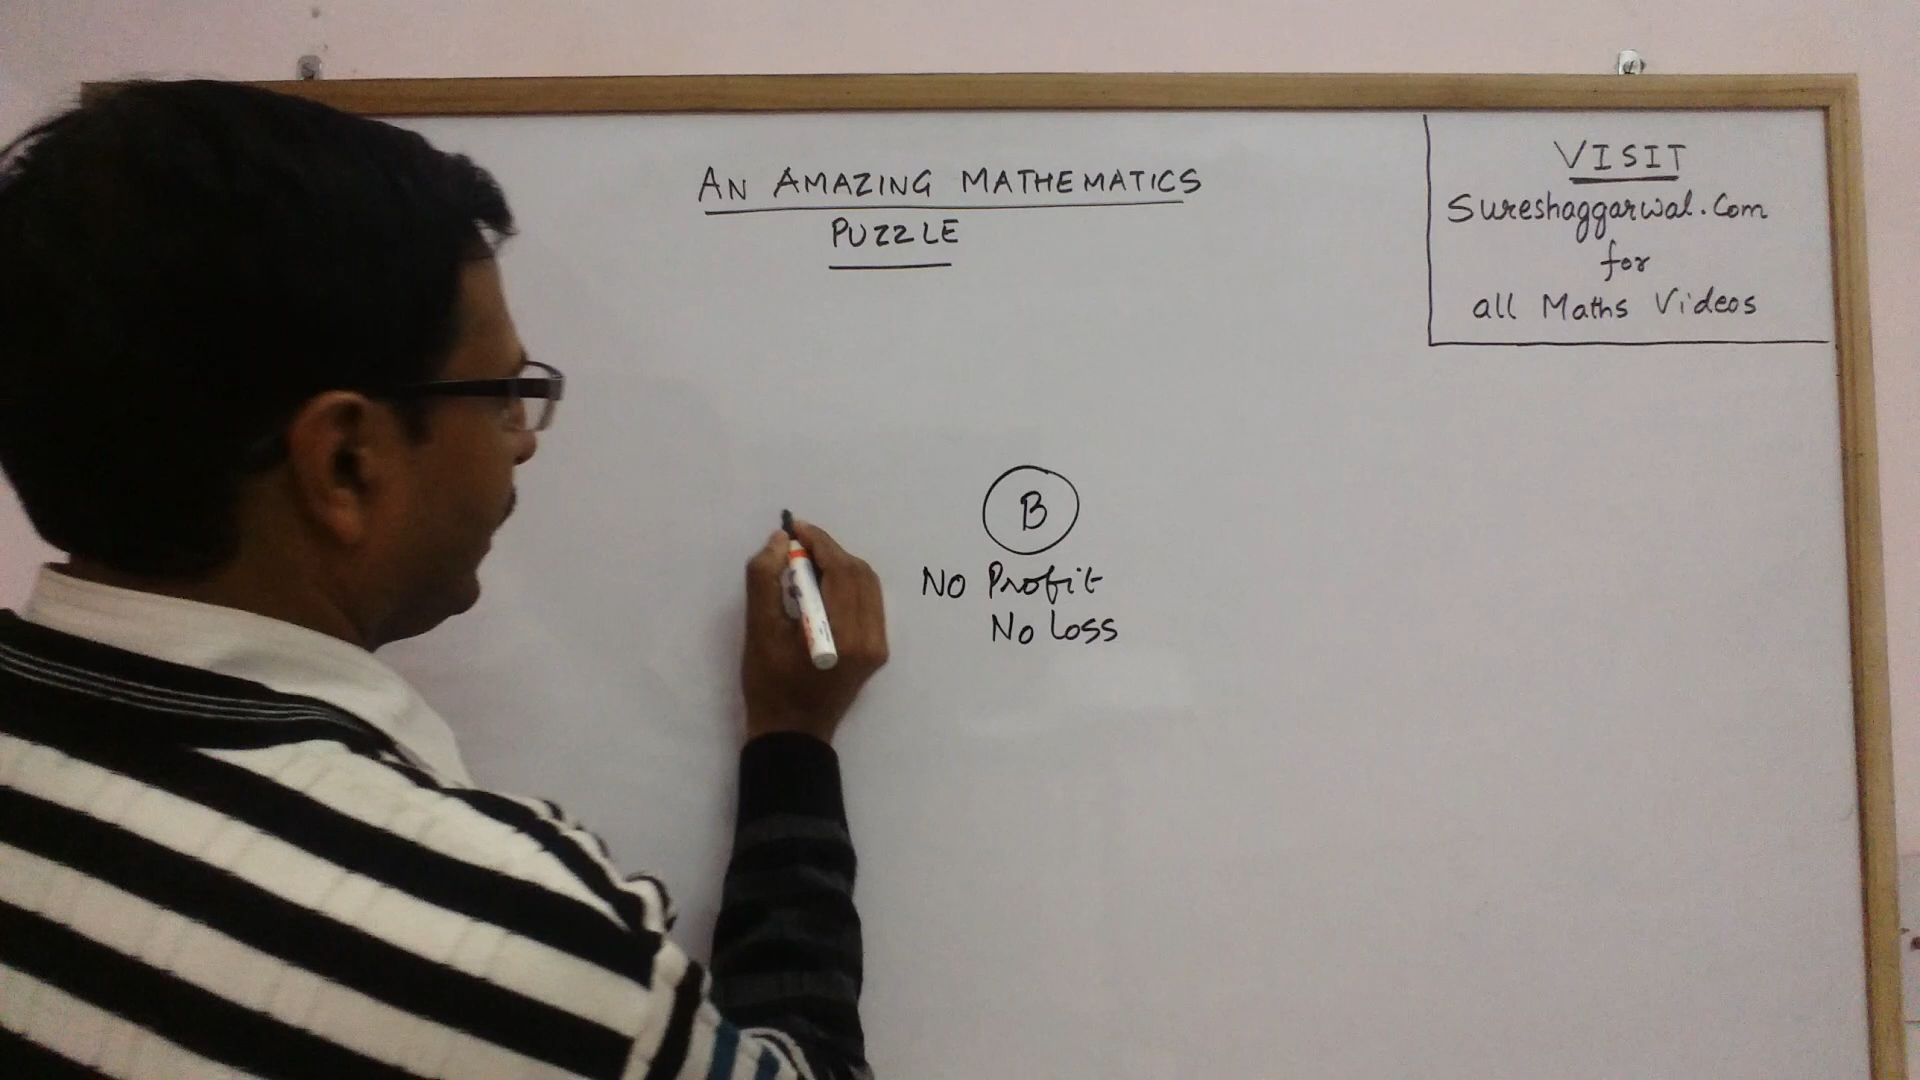 AN AMAZING MATHEMATICS
PUZZLE
VISIT
Sureshaggarwal.Com
for
all Maths Videos
B
No Profit
No Loss